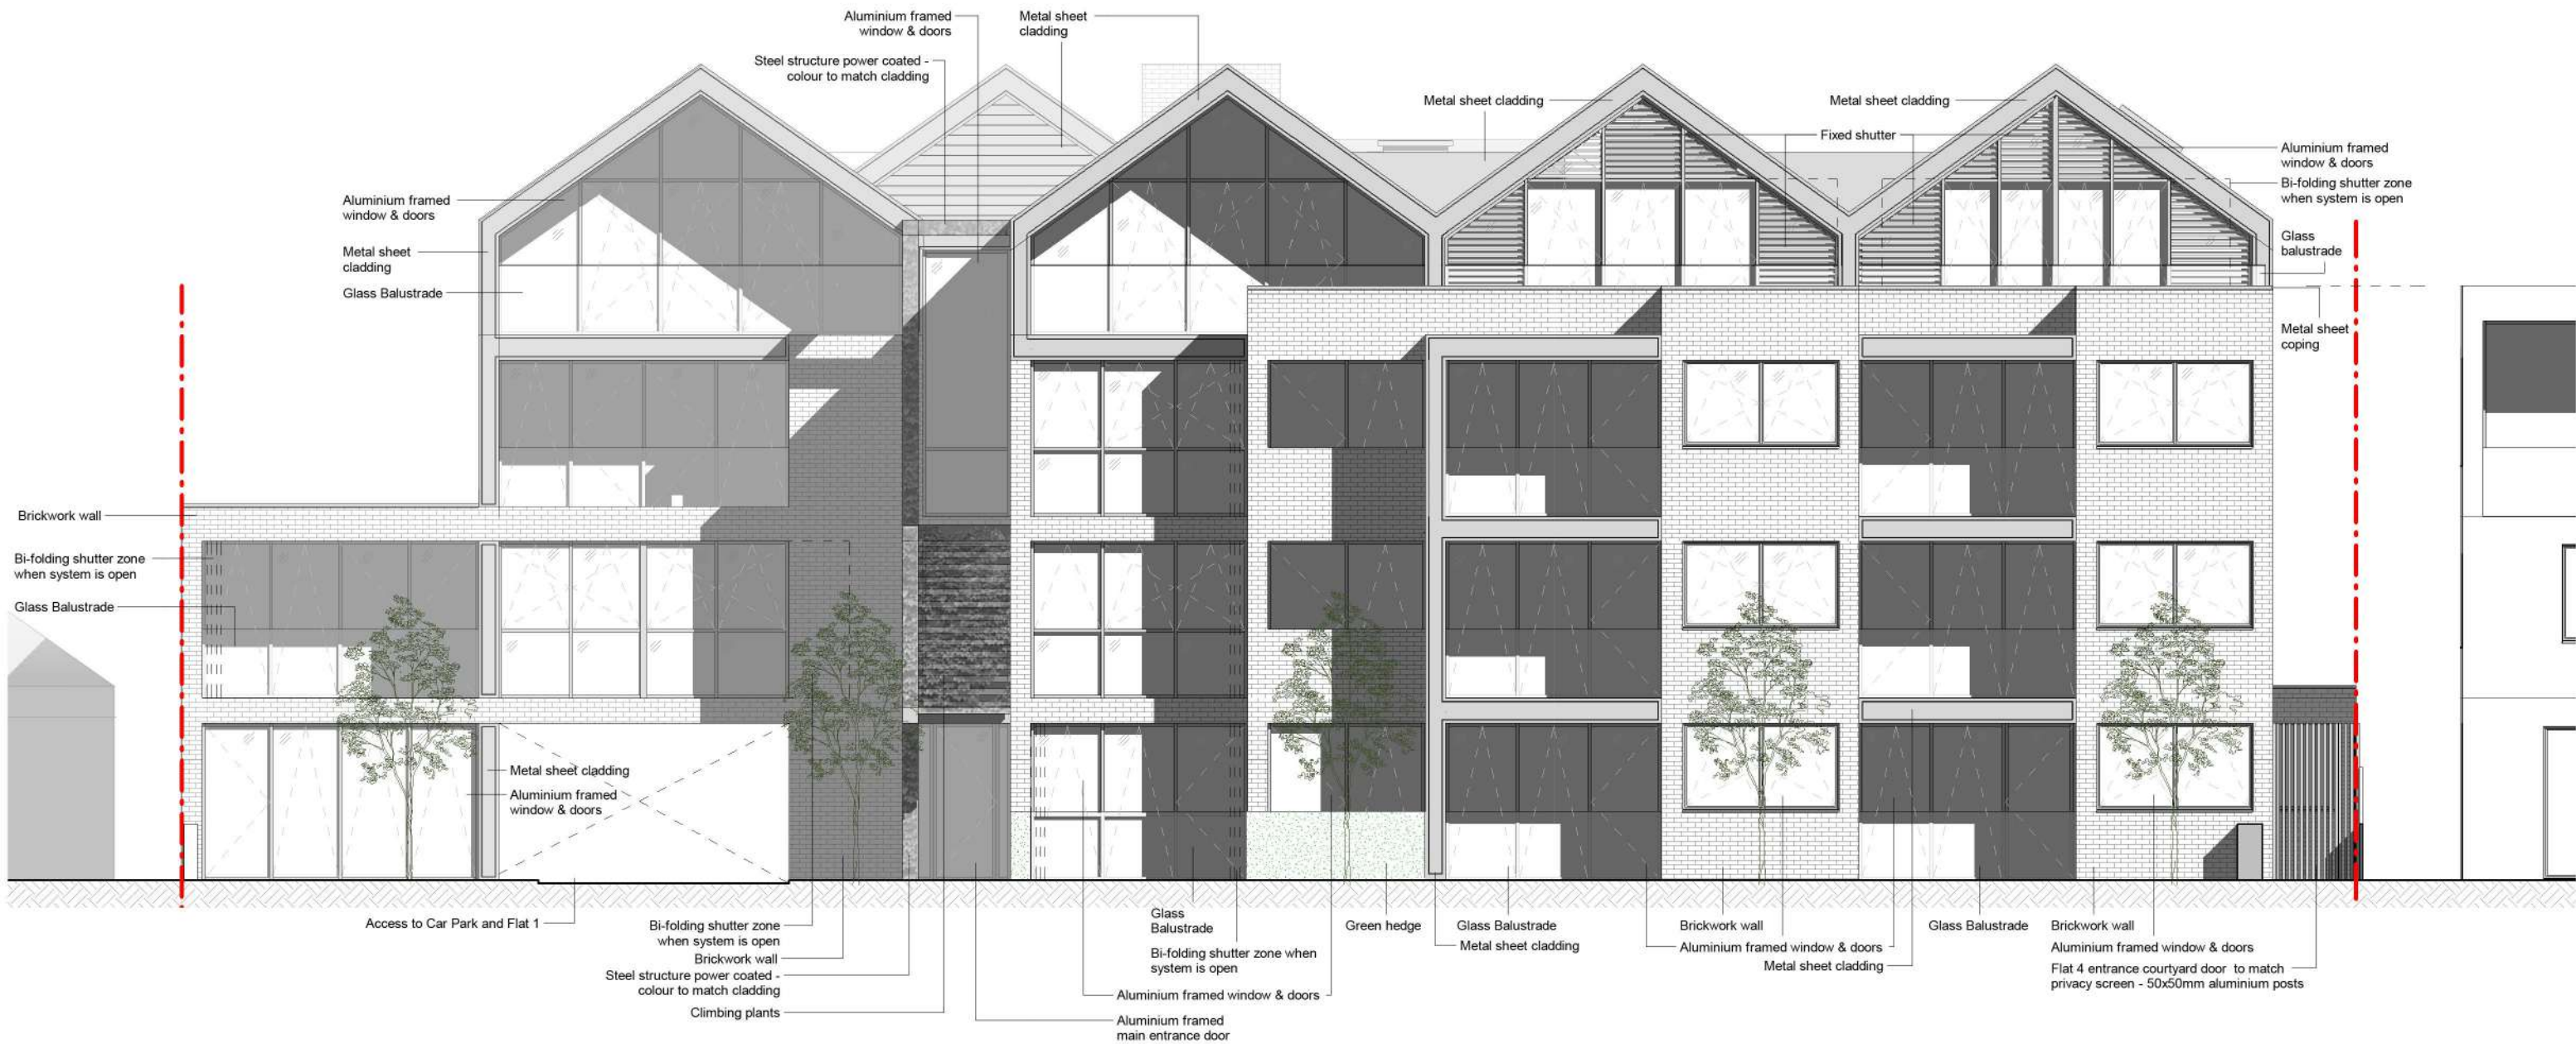 Aluminium framed
window & doors
Metal sheet
cladding
Steel structure power coated -
colour to match cladding
Metal sheet cladding
Metal sheet cladding
Fixed shutter
Aluminium framed
window & doors
Bi-folding shutter zone
when system is open
Aluminium framed
window & doors
Glass
balustrade
Metal sheet
cladding
Glass Balustrade
Metal sheet
coping
Brickwork wall
Bi-folding shutter zone
when system is open
Glass Balustrade
Metal sheet cladding
Aluminium framed
window & doors
Access to Car Park and Flat 1
Bi-folding shutter zone
when system is open
Brickwork wall
Steel structure power coated -
colour to match cladding
Climbing plants
Glass
Balustrade
Bi-folding shutter zone when
system is open
Aluminium framed window & doors
Aluminium framed
main entrance door
Green hedge
Glass Balustrade
Metal sheet cladding
Brickwork wall
Aluminium framed window & doors
Metal sheet cladding
Glass Balustrade
Brickwork wall
Aluminium framed window & doors
Flat 4 entrance courtyard door to match
privacy screen - 50x50mm aluminium posts